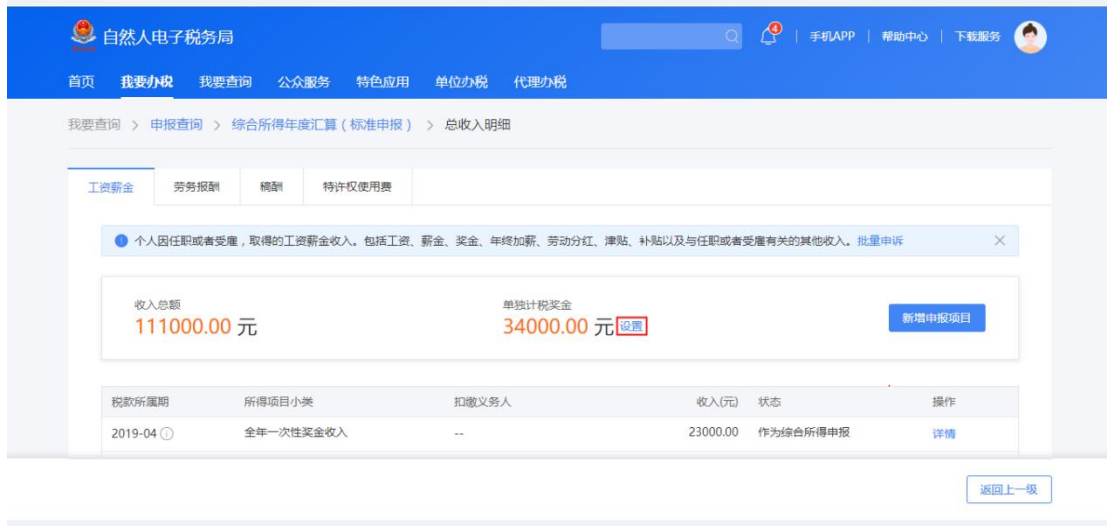 自然人电子税务局
4 | 手机APP | 帮助中心 | 下载服务
首页 我要办税 我要查询 公众服务 特色应用 单位办税 代理办税
我要查询 > 申报查询 > 综合所得年度汇算（标准申报） > 总收入明细
工资薪金 劳务报酬 稿酬 特许权使用费
个人因任职或者受雇，取得的工资薪金收入。包括工资、薪金、奖金、年终加薪、劳动分红、津贴、补贴以及与任职或者受雇有关的其他收入。批量申诉
收入总额 单独计税奖金
111000.00 元 34000.00 元 设置 新增申报项目
税款所属期 所得项目小类 扣缴义务人 收入(元) 状态 操作
2019-04 全年一次性奖金收入 -- 23000.00 作为综合所得申报 详情
返回上一级